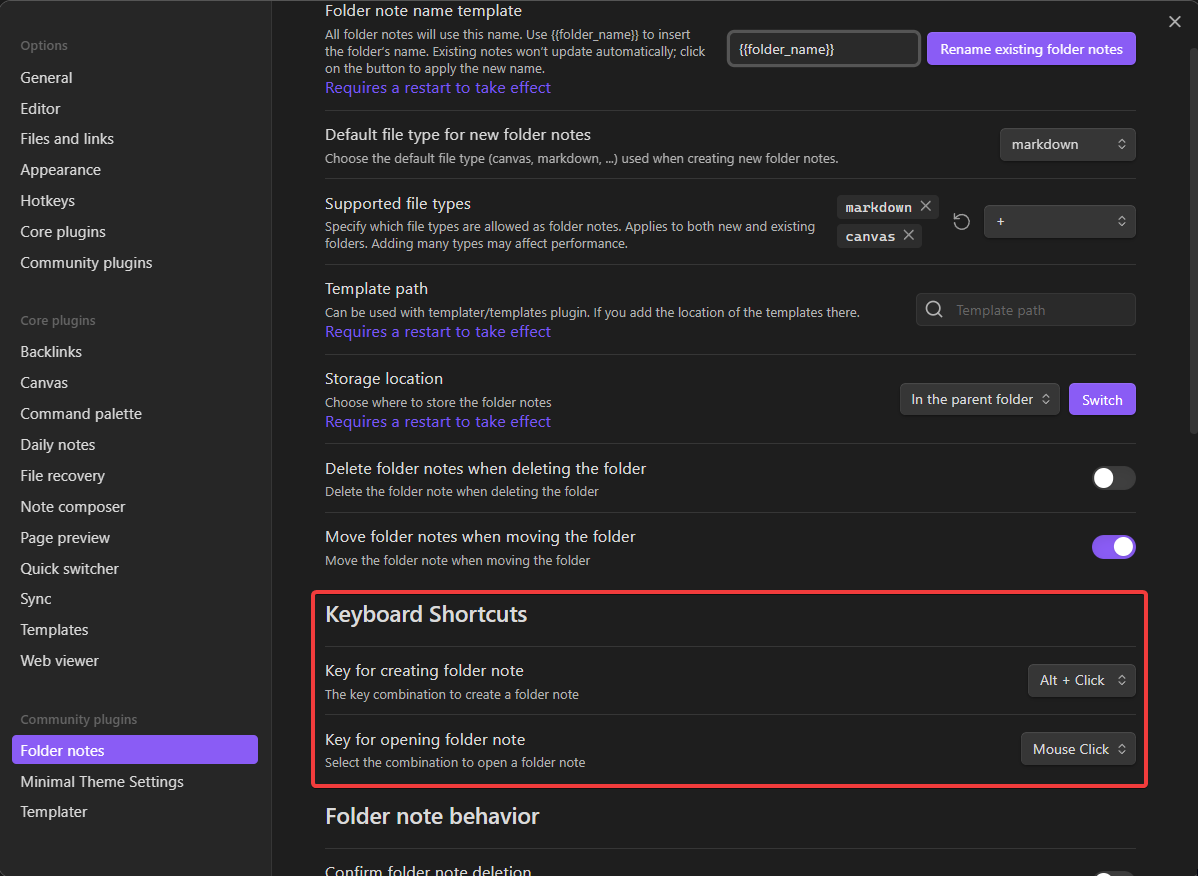 Options
General
Editor
Files and links
Appearance
Hotkeys
Core plugins
Community plugins
Core plugins
Backlinks
Canvas
Command palette
Daily notes
File recovery
Note composer
Page preview
Quick switcher
Sync
Templates
Web viewer
Community plugins
Folder notes
Minimal Theme Settings
Templater
Folder note name template
All folder notes will use this name. Use {{folder_name}} to insert
the folder's name. Existing notes won't update automatically; click
on the button to apply the new name.
Requires a restart to take effect
{{folder_name}}
Rename existing folder notes
Default file type for new folder notes
Choose the default file type (canvas, markdown, ...) used when creating new folder notes.
markdown
Supported file types
Specify which file types are allowed as folder notes. Applies to both new and existing
folders. Adding many types may affect performance.
markdown
canvas
+
Template path
Can be used with templater/templates plugin. If you add the location of the templates there.
Requires a restart to take effect
Template path
Storage location
Choose where to store the folder notes
Requires a restart to take effect
In the parent folder
Switch
Delete folder notes when deleting the folder
Delete the folder note when deleting the folder
Move folder notes when moving the folder
Move the folder note when moving the folder
Keyboard Shortcuts
Key for creating folder note
The key combination to create a folder note
Alt + Click
Key for opening folder note
Select the combination to open a folder note
Mouse Click
Folder note behavior
Confirm folder note deletion